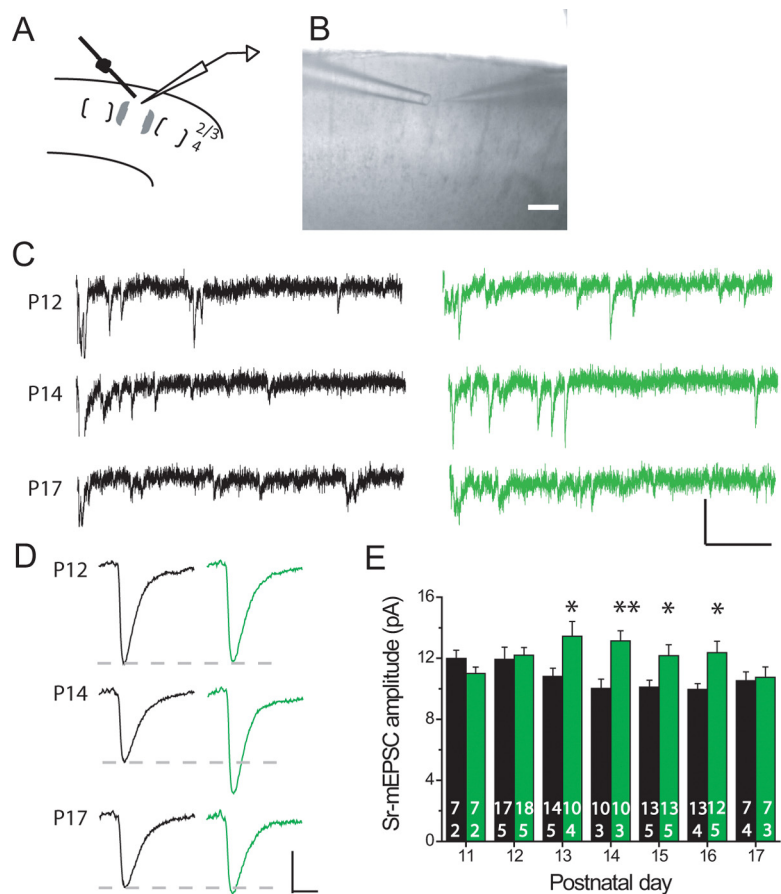 A
B
2/3
4
C
P12
P14
P17
D
P12
P14
P17
E
Sr-mEPSC amplitude (pA)
16
12
8
4
0
* ** * *
7 7 17 18 14 10 10 10 13 13 13 12 7 7
2 2 5 5 5 4 3 3 5 5 4 5 4 3
11 12 13 14 15 16 17
Postnatal day